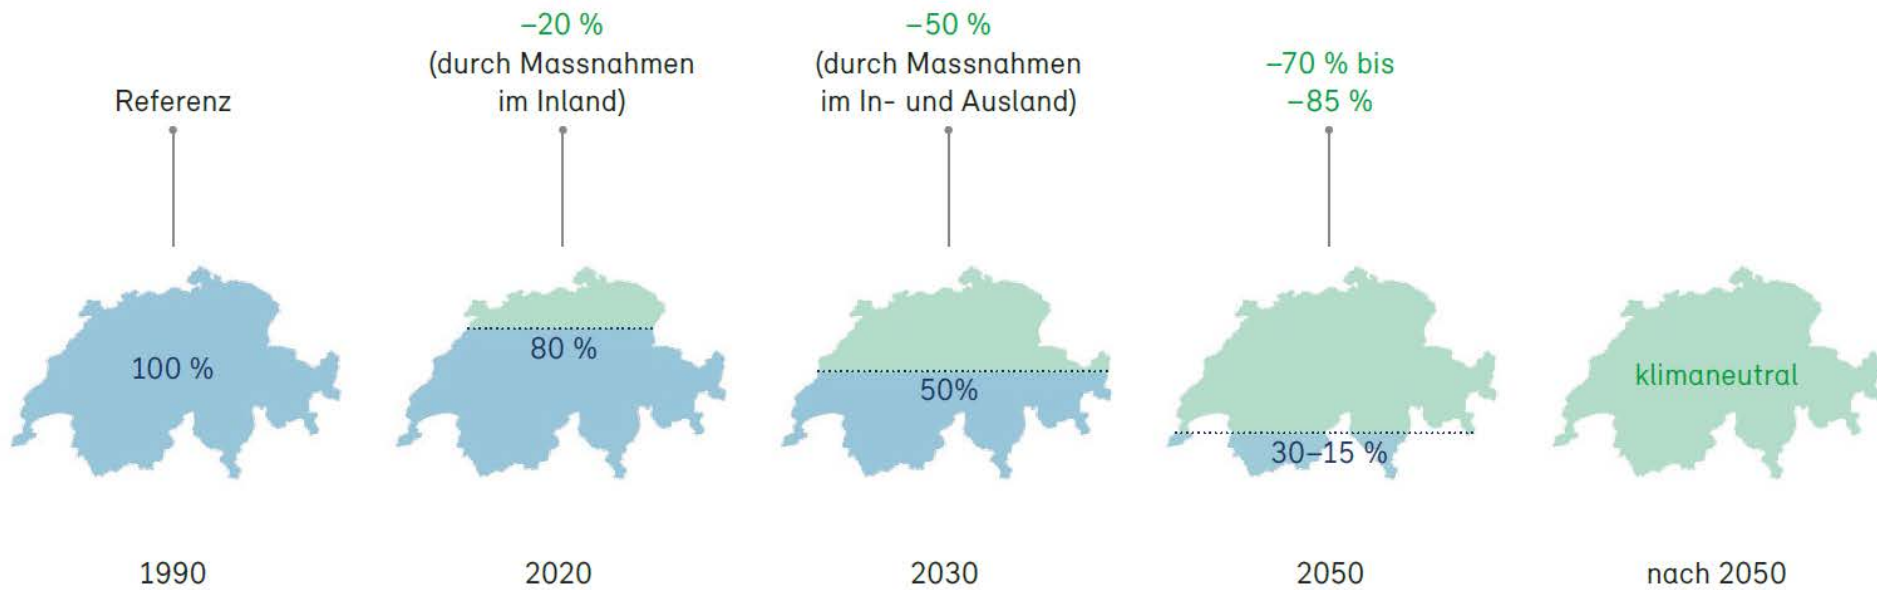 Referenz
–20 %
(durch Massnahmen
im Inland)
–50 %
(durch Massnahmen
im In- und Ausland)
–70 % bis
–85 %
100 %
80 %
50%
30–15 %
klimaneutral
1990
2020
2030
2050
nach 2050